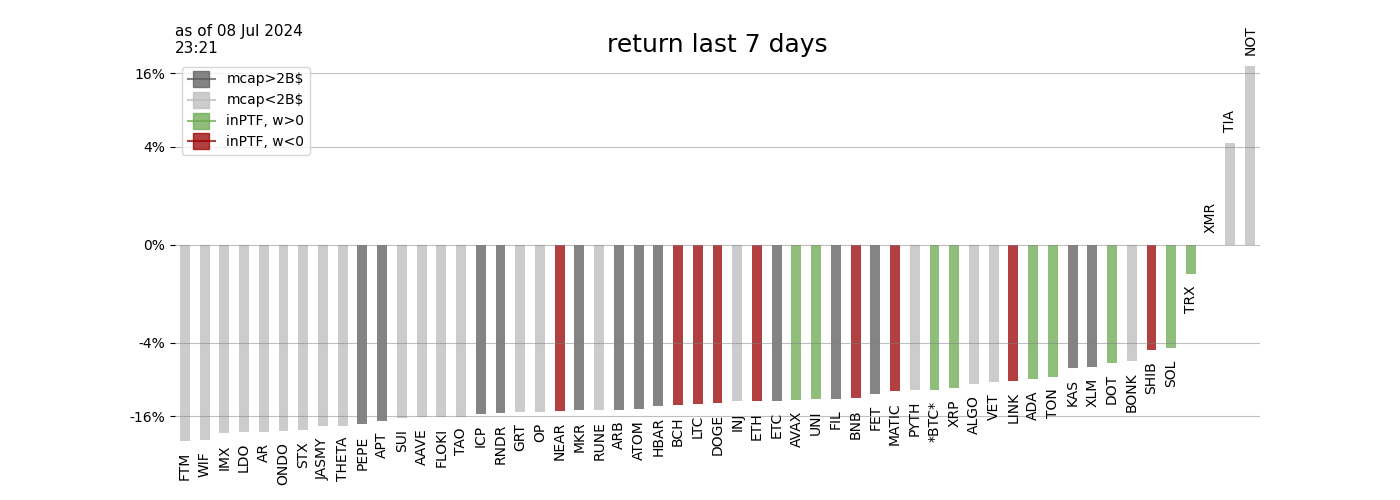 as of 08 Jul 2024
23:21
return last 7 days
mcap>2B$
mcap<2B$
inPTF, w>0
inPTF, w<0
16%
4%
0%
-4%
-16%
FTM
WIF
IMX
LDO
AR
ONDO
STX
JASMY
THETA
PEPE
APT
SUI
AAVE
FLOKI
TAO
ICP
RNDR
GRT
OP
NEAR
MKR
RUNE
ARB
ATOM
HBAR
BCH
LTC
DOGE
INJ
ETH
ETC
AVAX
UNI
FIL
BNB
FET
MATIC
PYTH
*BTC*
XRP
ALGO
VET
LINK
ADA
TON
KAS
XLM
DOT
BONK
SHIB
SOL
TRX
XMR
TIA
NOT